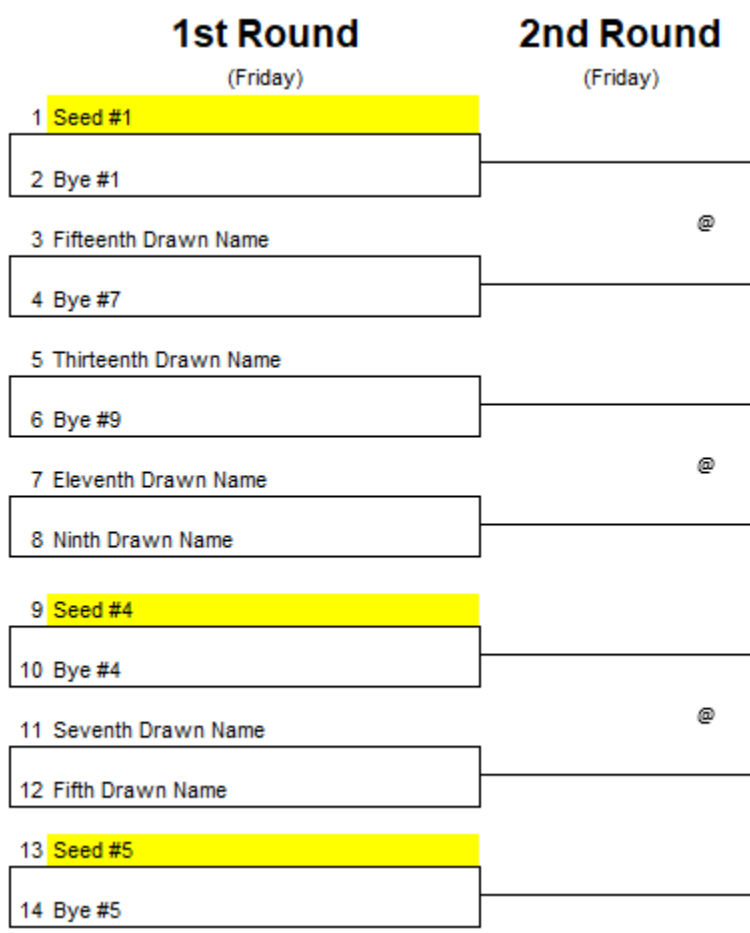 1st Round 2nd Round
(Friday) (Friday)
1 Seed #1
2 Bye #1
@
3 Fifteenth Drawn Name
4 Bye #7
5 Thirteenth Drawn Name
6 Bye #9
@
7 Eleventh Drawn Name
8 Ninth Drawn Name
9 Seed #4
10 Bye #4
@
11 Seventh Drawn Name
12 Fifth Drawn Name
13 Seed #5
14 Bye #5